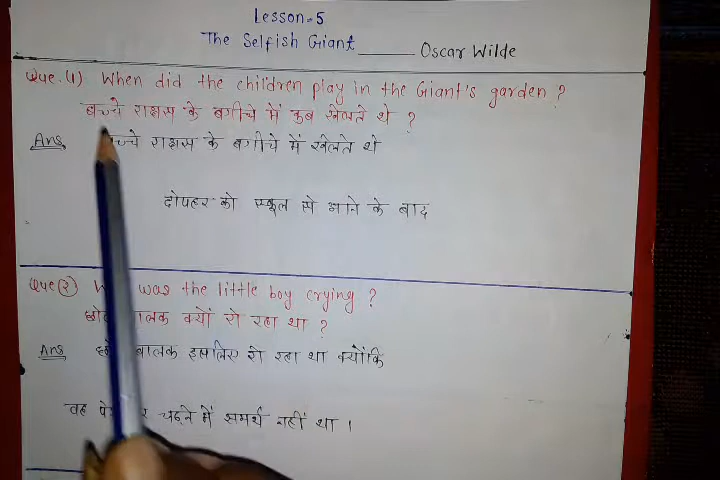 Lesson-5
The Selfish Giant ______ Oscar Wilde
Que.(1) When did the children play in the Giant's garden ?
बच्चे राक्षस के बगीचे में कब खेलते थे ?
Ans. बच्चे राक्षस के बगीचे में खेलते थे
दोपहर को स्कूल से आने के बाद
Que(2) was the little boy crying ?
बालक क्यों रो रहा था ?
Ans बालक इसलिए रो रहा था क्योंकि
वह चढ़ने में समर्थ नहीं था ।